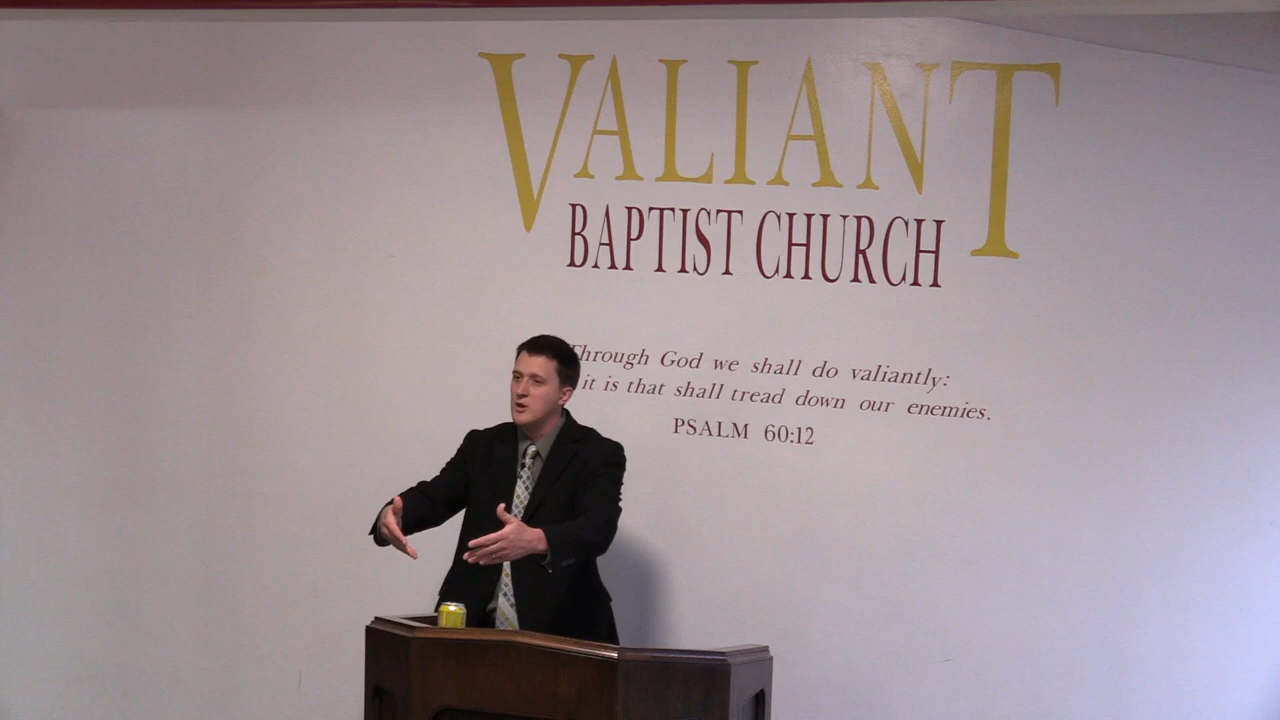 VALIANT
BAPTIST CHURCH
Through God we shall do valiantly:
it is that shall tread down our enemies.
PSALM 60:12